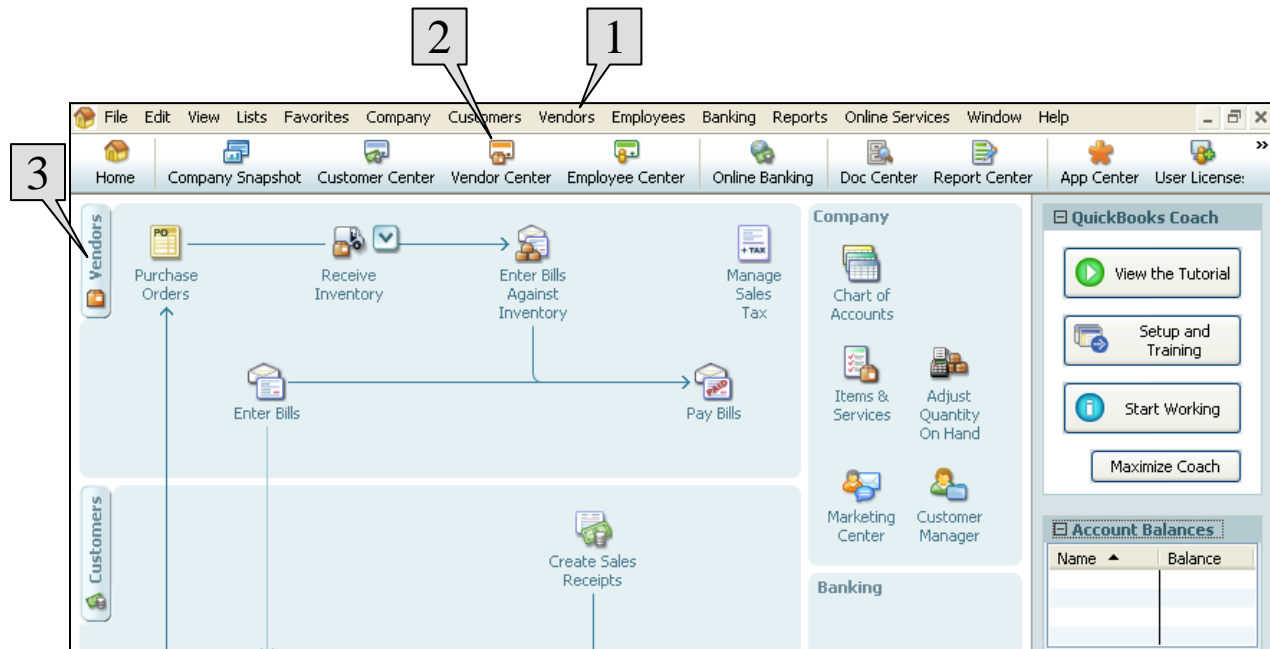 2
1
3
File Edit View Lists Favorites Company Customers Vendors Employees Banking Reports Online Services Window Help
Home Company Snapshot Customer Center Vendor Center Employee Center Online Banking Doc Center Report Center App Center User License: »
Vendors
PO
Purchase
Orders
Receive
Inventory
Enter Bills
Against
Inventory
+ TAX
Manage
Sales
Tax
Enter Bills
PAID
Pay Bills
Customers
Create Sales
Receipts
Company
Chart of
Accounts
Items &
Services
Adjust
Quantity
On Hand
Marketing
Center
Customer
Manager
Banking
QuickBooks Coach
View the Tutorial
Setup and
Training
Start Working
Maximize Coach
Account Balances
Name Balance